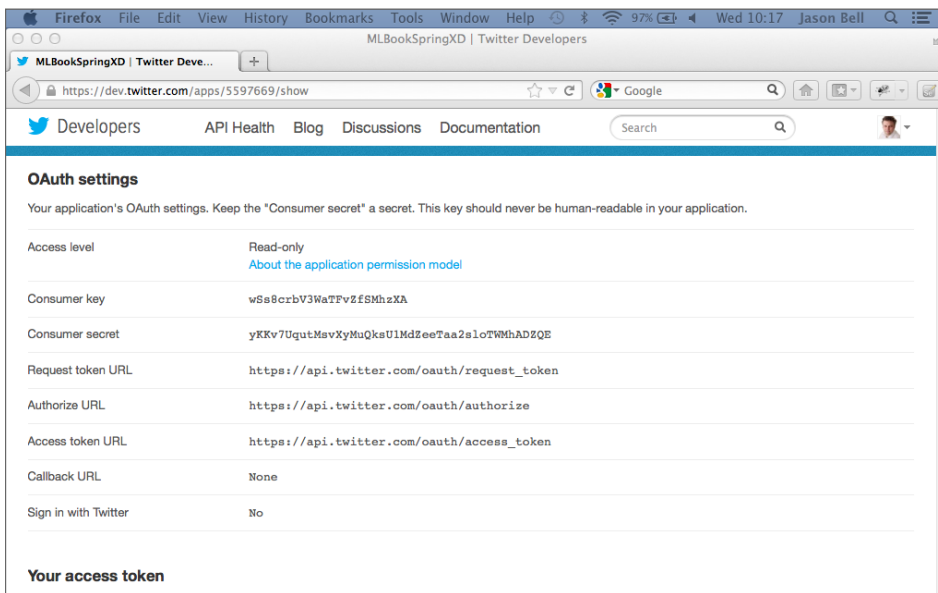 Firefox File Edit View History Bookmarks Tools Window Help 97% Wed 10:17 Jason Bell
MLBookSpringXD | Twitter Developers
MLBookSpringXD | Twitter Deve...
https://dev.twitter.com/apps/5597669/show Google
Developers API Health Blog Discussions Documentation Search
OAuth settings
Your application's OAuth settings. Keep the "Consumer secret" a secret. This key should never be human-readable in your application.
Access level Read-only
About the application permission model
Consumer key wSs8crbV3WaTFvZfSMhzXA
Consumer secret yKKv7UqutMsvXyMuQksU1MdZeeTaa2sloTWMhADZQE
Request token URL https://api.twitter.com/oauth/request_token
Authorize URL https://api.twitter.com/oauth/authorize
Access token URL https://api.twitter.com/oauth/access_token
Callback URL None
Sign in with Twitter No
Your access token